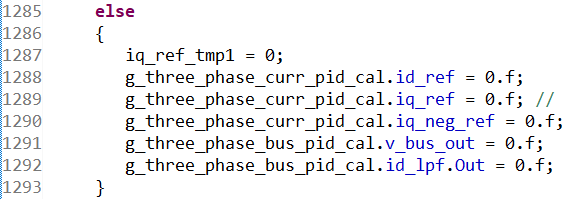 1285 else
1286 {
1287 iq_ref_tmp1 = 0;
1288 g_three_phase_curr_pid_cal.id_ref = 0.f;
1289 g_three_phase_curr_pid_cal.iq_ref = 0.f; //
1290 g_three_phase_curr_pid_cal.iq_neg_ref = 0.f;
1291 g_three_phase_bus_pid_cal.v_bus_out = 0.f;
1292 g_three_phase_bus_pid_cal.id_lpf.Out = 0.f;
1293 }